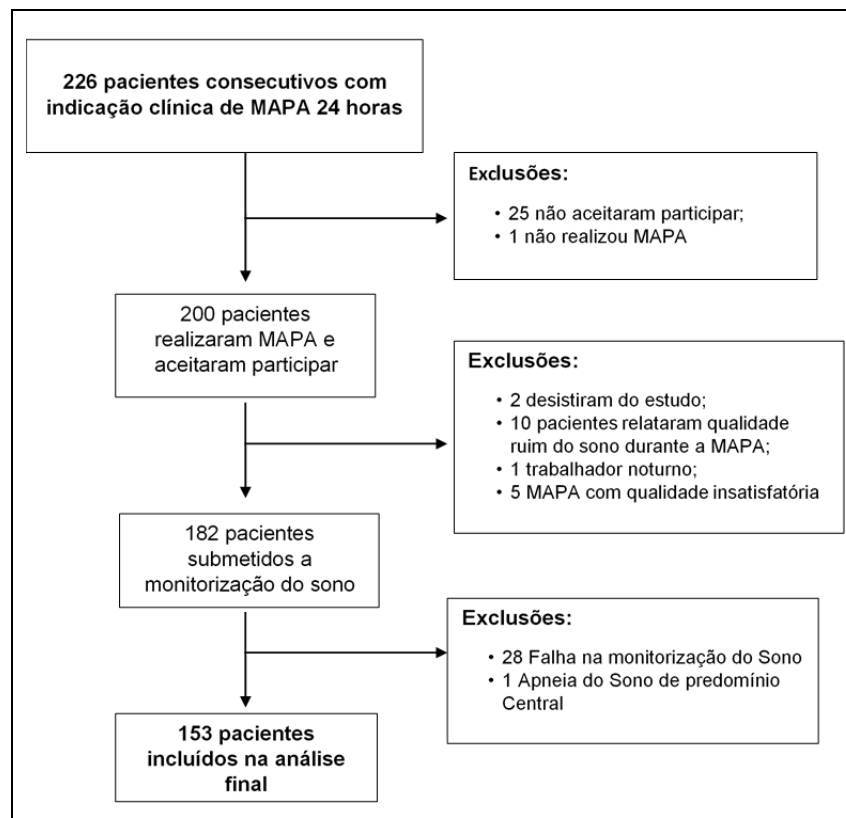 226 pacientes consecutivos com
indicação clínica de MAPA 24 horas
Exclusões:
• 25 não aceitaram participar;
• 1 não realizou MAPA
200 pacientes
realizaram MAPA e
aceitaram participar
Exclusões:
• 2 desistiram do estudo;
• 10 pacientes relataram qualidade
ruim do sono durante a MAPA;
• 1 trabalhador noturno;
• 5 MAPA com qualidade insatisfatória
182 pacientes
submetidos a
monitorização do sono
Exclusões:
• 28 Falha na monitorização do Sono
• 1 Apneia do Sono de predomínio
Central
153 pacientes
incluídos na análise
final